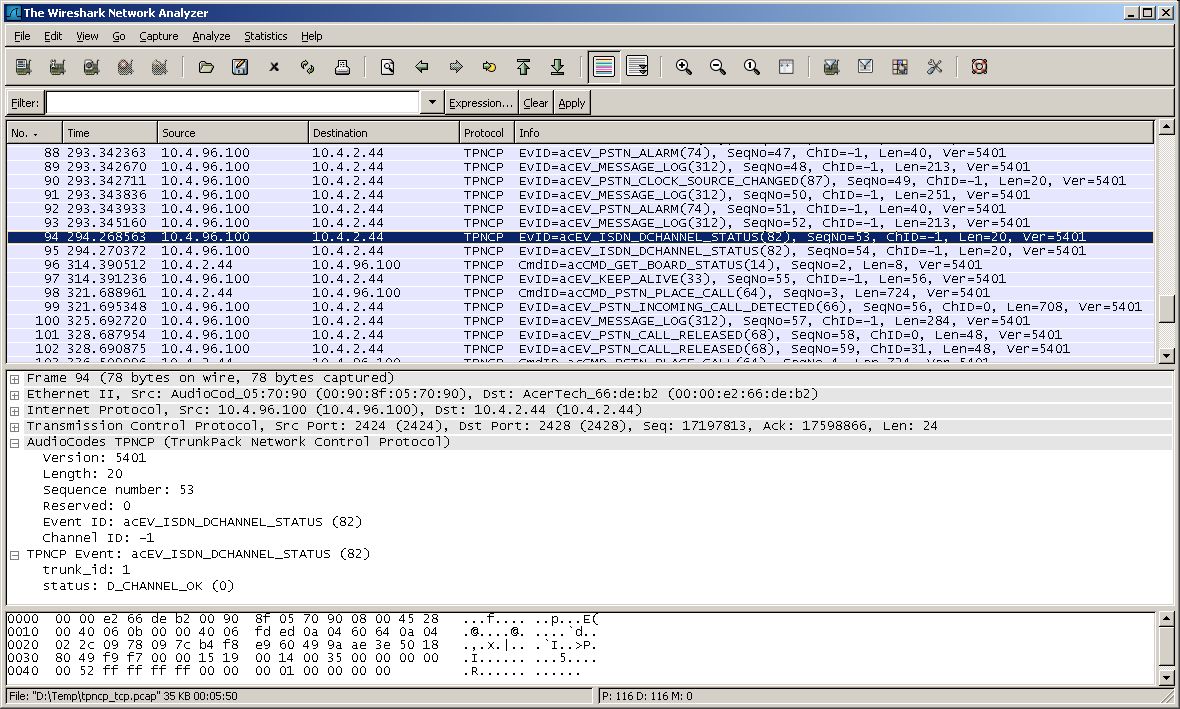 The Wireshark Network Analyzer
File Edit View Go Capture Analyze Statistics Help
Filter: Expression... Clear Apply
No. . Time Source Destination Protocol Info
88 293.342363 10.4.96.100 10.4.2.44 TPNCP EvID=acEV_PSTN_ALARM(74), SeqNo=47, ChID=-1, Len=40, Ver=5401
89 293.342670 10.4.96.100 10.4.2.44 TPNCP EvID=acEV_MESSAGE_LOG(312), SeqNo=48, ChID=-1, Len=213, Ver=5401
90 293.342711 10.4.96.100 10.4.2.44 TPNCP EvID=acEV_PSTN_CLOCK_SOURCE_CHANGED(87), SeqNo=49, ChID=-1, Len=20, Ver=5401
91 293.343836 10.4.96.100 10.4.2.44 TPNCP EvID=acEV_MESSAGE_LOG(312), SeqNo=50, ChID=-1, Len=251, Ver=5401
92 293.343933 10.4.96.100 10.4.2.44 TPNCP EvID=acEV_PSTN_ALARM(74), SeqNo=51, ChID=-1, Len=40, Ver=5401
93 293.345160 10.4.96.100 10.4.2.44 TPNCP EvID=acEV_MESSAGE_LOG(312), SeqNo=52, ChID=-1, Len=213, Ver=5401
94 294.268563 10.4.96.100 10.4.2.44 TPNCP EvID=acEV_ISDN_DCHANNEL_STATUS(82), SeqNo=53, ChID=-1, Len=20, Ver=5401
95 294.270372 10.4.96.100 10.4.2.44 TPNCP EvID=acEV_ISDN_DCHANNEL_STATUS(82), SeqNo=54, ChID=-1, Len=20, Ver=5401
96 314.390512 10.4.2.44 10.4.96.100 TPNCP CmdID=acCMD_GET_BOARD_STATUS(14), SeqNo=2, Len=8, Ver=5401
97 314.391236 10.4.96.100 10.4.2.44 TPNCP EvID=acEV_KEEP_ALIVE(33), SeqNo=55, ChID=-1, Len=56, Ver=5401
98 321.688961 10.4.2.44 10.4.96.100 TPNCP CmdID=acCMD_PSTN_PLACE_CALL(64), SeqNo=3, Len=724, Ver=5401
99 321.695348 10.4.96.100 10.4.2.44 TPNCP EvID=acEV_PSTN_INCOMING_CALL_DETECTED(66), SeqNo=56, ChID=0, Len=708, Ver=5401
100 325.692720 10.4.96.100 10.4.2.44 TPNCP EvID=acEV_MESSAGE_LOG(312), SeqNo=57, ChID=-1, Len=284, Ver=5401
101 328.687954 10.4.96.100 10.4.2.44 TPNCP EvID=acEV_PSTN_CALL_RELEASED(68), SeqNo=58, ChID=0, Len=48, Ver=5401
102 328.690875 10.4.96.100 10.4.2.44 TPNCP EvID=acEV_PSTN_CALL_RELEASED(68), SeqNo=59, ChID=31, Len=48, Ver=5401
Frame 94 (78 bytes on wire, 78 bytes captured)
Ethernet II, Src: AudioCod_05:70:90 (00:90:8f:05:70:90), Dst: AcerTech_66:de:b2 (00:00:e2:66:de:b2)
Internet Protocol, Src: 10.4.96.100 (10.4.96.100), Dst: 10.4.2.44 (10.4.2.44)
Transmission Control Protocol, Src Port: 2424 (2424), Dst Port: 2428 (2428), Seq: 17197813, Ack: 17598866, Len: 24
AudioCodes TPNCP (TrunkPack Network Control Protocol)
Version: 5401
Length: 20
Sequence number: 53
Reserved: 0
Event ID: acEV_ISDN_DCHANNEL_STATUS (82)
Channel ID: -1
TPNCP Event: acEV_ISDN_DCHANNEL_STATUS (82)
trunk_id: 1
status: D_CHANNEL_OK (0)
0000 00 00 e2 66 de b2 00 90 8f 05 70 90 08 00 45 28 ...f.... ..p...E(
0010 00 40 06 0b 00 00 40 06 fd ed 0a 04 60 64 0a 04 .@....@. ....`d..
0020 02 2c 09 78 09 7c b4 f8 e9 60 49 9a ae 3e 50 18 .,.x.|.. .`I..>P.
0030 80 49 f9 f7 00 00 15 19 00 14 00 35 00 00 00 00 .I...... ...5....
0040 00 52 ff ff ff ff 00 00 00 01 00 00 00 00 .R...... ......
File: "D:\Temp\tpncp_tcp.pcap" 35 KB 00:05:50 P: 116 D: 116 M: 0